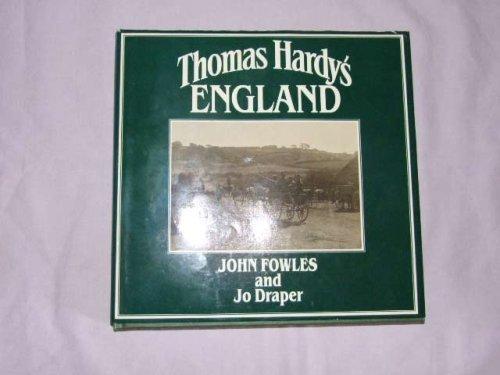 Thomas Hardy's
ENGLAND
JOHN FOWLES
and
Jo Draper